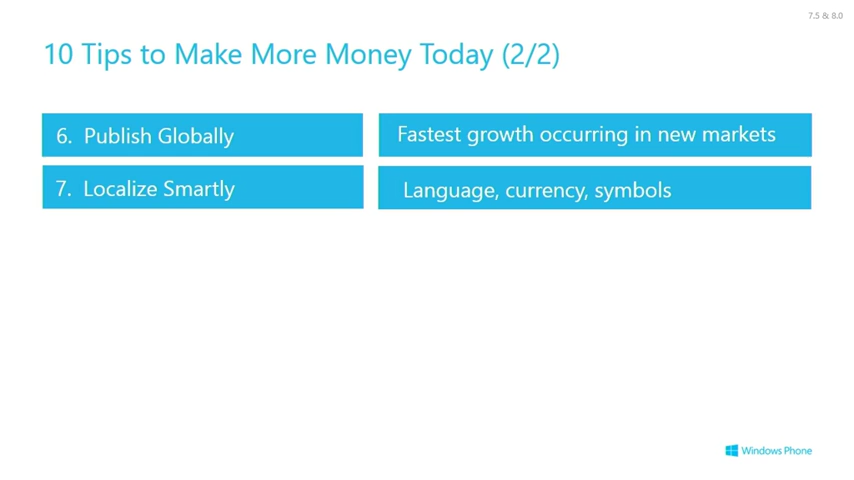 7.5 & 8.0
10 Tips to Make More Money Today (2/2)
6. Publish Globally
Fastest growth occurring in new markets
7. Localize Smartly
Language, currency, symbols
Windows Phone